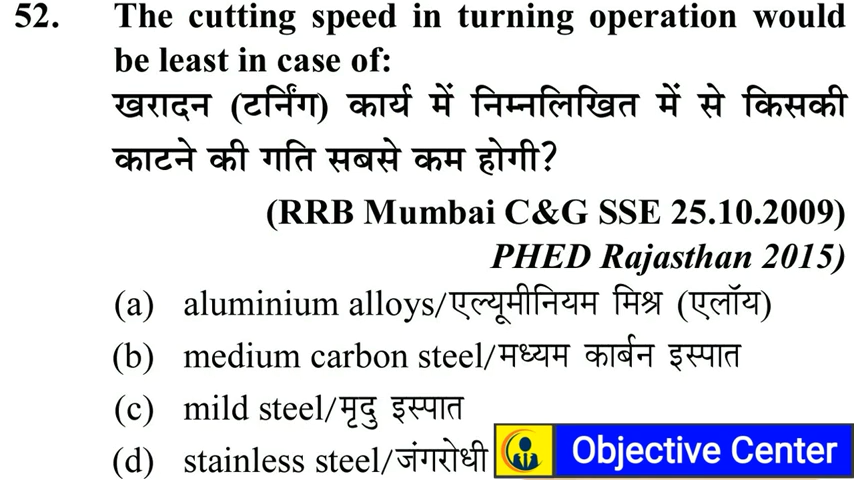 52. The cutting speed in turning operation would
be least in case of:
खरादन (टर्निंग) कार्य में निम्नलिखित में से किसकी
काटने की गति सबसे कम होगी?
(RRB Mumbai C&G SSE 25.10.2009)
PHED Rajasthan 2015)
(a) aluminium alloys/एल्यूमीनियम मिश्र (एलॉय)
(b) medium carbon steel/मध्यम कार्बन इस्पात
(c) mild steel/मृदु इस्पात
(d) stainless steel/जंगरोधी
Objective Center